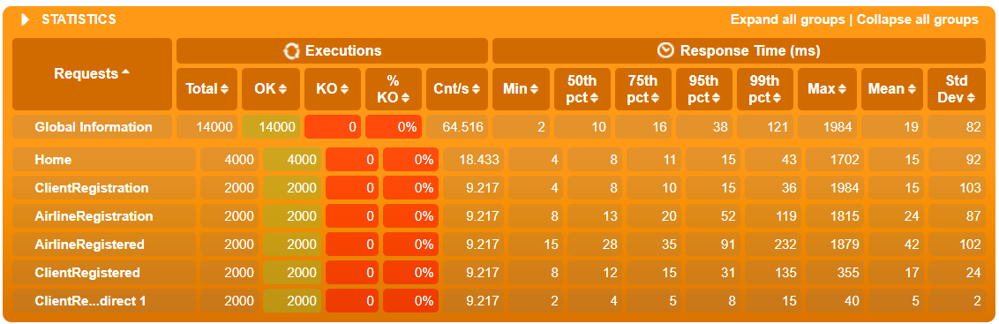 STATISTICS Expand all groups | Collapse all groups
Requests Executions Response Time (ms)
Total OK KO % KO Cnt/s Min 50th pct 75th pct 95th pct 99th pct Max Mean Std Dev
Global Information 14000 14000 0 0% 64.516 2 10 16 38 121 1984 19 82
Home 4000 4000 0 0% 18.433 4 8 11 15 43 1702 15 92
ClientRegistration 2000 2000 0 0% 9.217 4 8 10 15 36 1984 15 103
AirlineRegistration 2000 2000 0 0% 9.217 8 13 20 52 119 1815 24 87
AirlineRegistered 2000 2000 0 0% 9.217 15 28 35 91 232 1879 42 102
ClientRegistered 2000 2000 0 0% 9.217 8 12 15 31 135 355 17 24
ClientRe...direct 1 2000 2000 0 0% 9.217 2 4 5 8 15 40 5 2